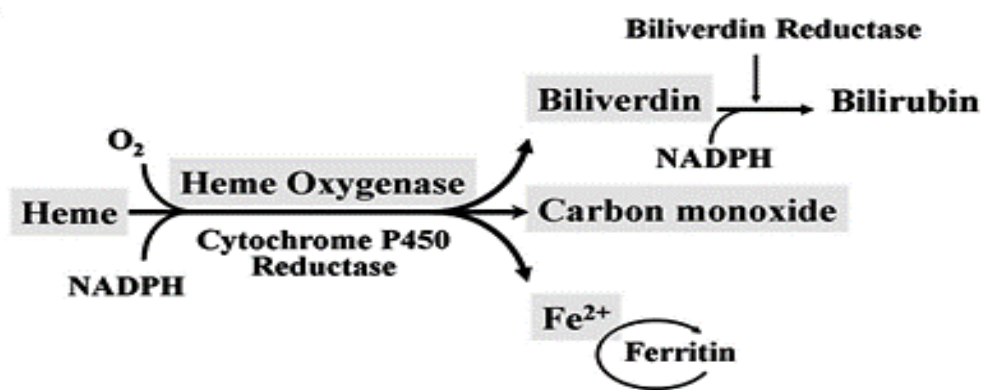 Biliverdin Reductase
Biliverdin
Bilirubin
NADPH
O₂
Heme Oxygenase
Heme
Carbon monoxide
Cytochrome P450
Reductase
NADPH
Fe²⁺
Ferritin